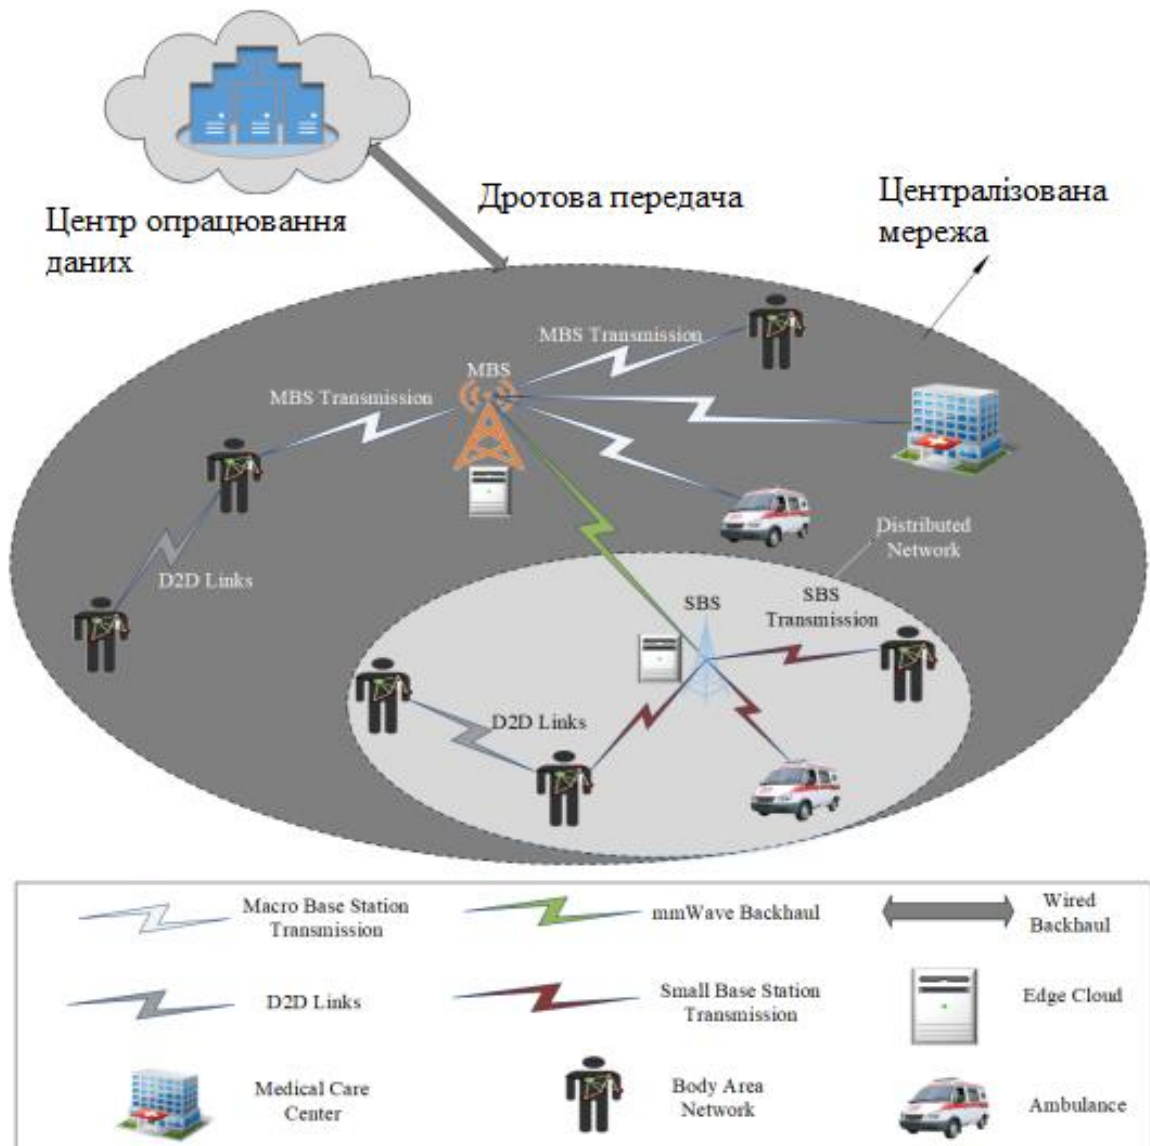 Центр опрацювання
даних
Дротова передача
Централізована
мережа
MBS Transmission
MBS
MBS Transmission
D2D Links
Distributed
Network
SBS
SBS
Transmission
D2D Links
Macro Base Station
Transmission
mmWave Backhaul
Wired
Backhaul
D2D Links
Small Base Station
Transmission
Edge Cloud
Medical Care
Center
Body Area
Network
Ambulance